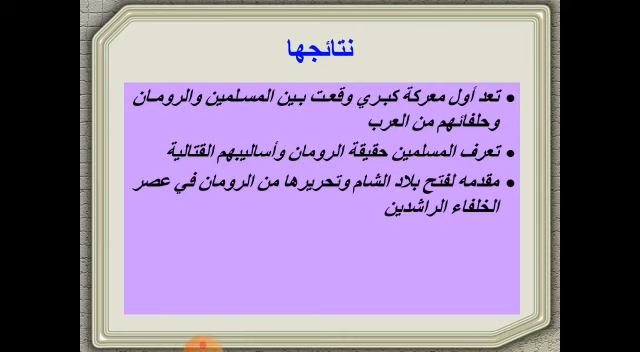 نتائجها
• تعد أول معركة كبري وقعت بين المسلمين والرومان
وحلفائهم من العرب
• تعرف المسلمين حقيقة الرومان وأساليبهم القتالية
• مقدمه لفتح بلاد الشام وتحريرها من الرومان في عصر
الخلفاء الراشدين